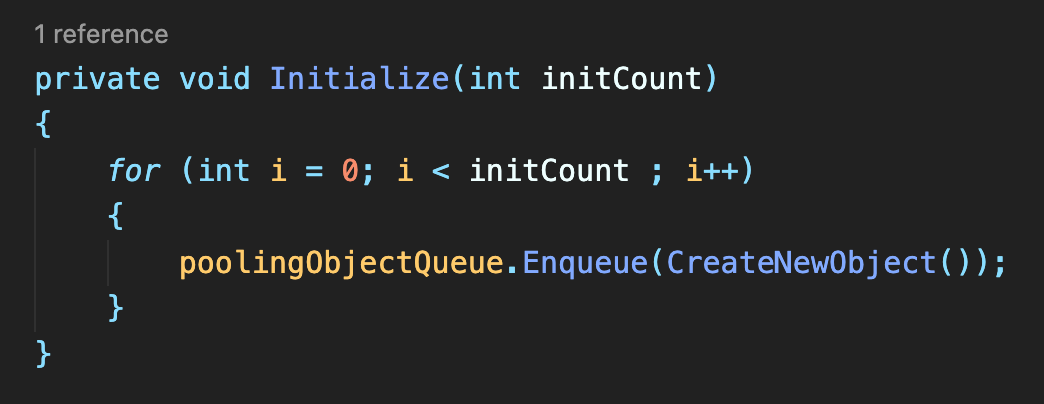 1 reference
private void Initialize(int initCount)
{
    for (int i = 0; i < initCount ; i++)
    {
        poolingObjectQueue.Enqueue(CreateNewObject());
    }
}